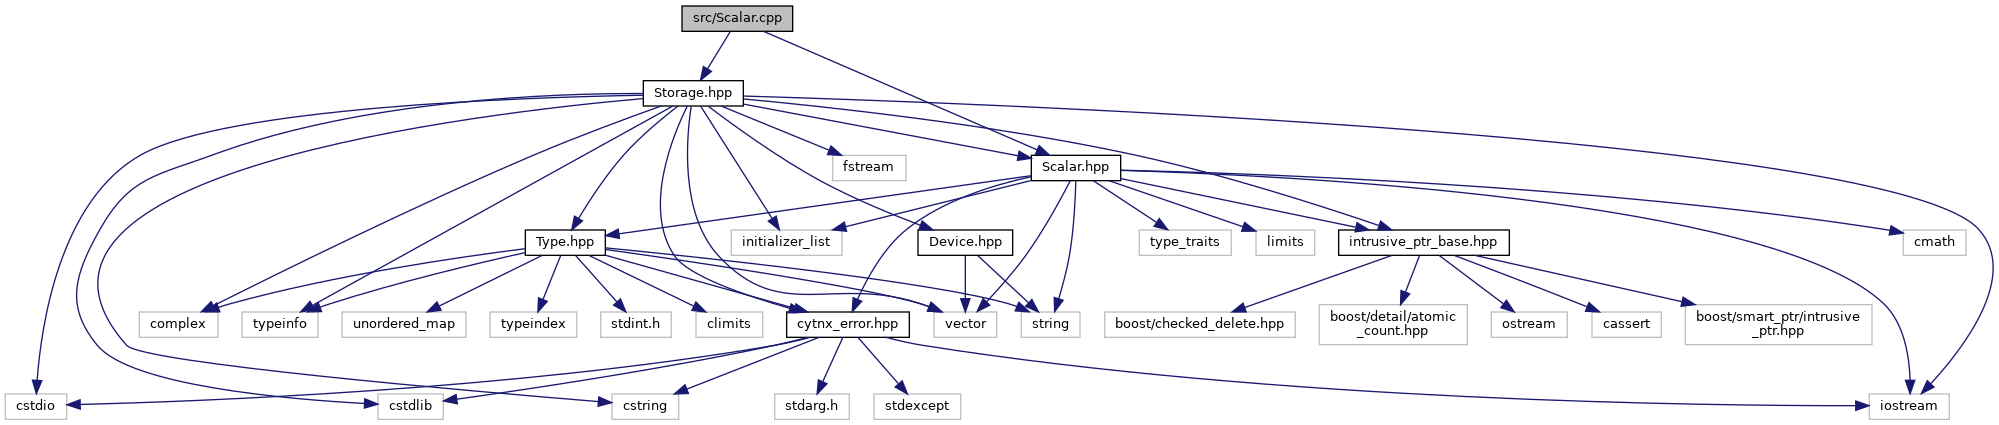 src/Scalar.cpp
Storage.hpp
fstream
Scalar.hpp
Type.hpp
initializer_list
Device.hpp
type_traits
limits
intrusive_ptr_base.hpp
cmath
complex
typeinfo
unordered_map
typeindex
stdint.h
climits
cytnx_error.hpp
vector
string
boost/checked_delete.hpp
boost/detail/atomic
_count.hpp
ostream
cassert
boost/smart_ptr/intrusive
_ptr.hpp
cstdio
cstdlib
cstring
stdarg.h
stdexcept
iostream